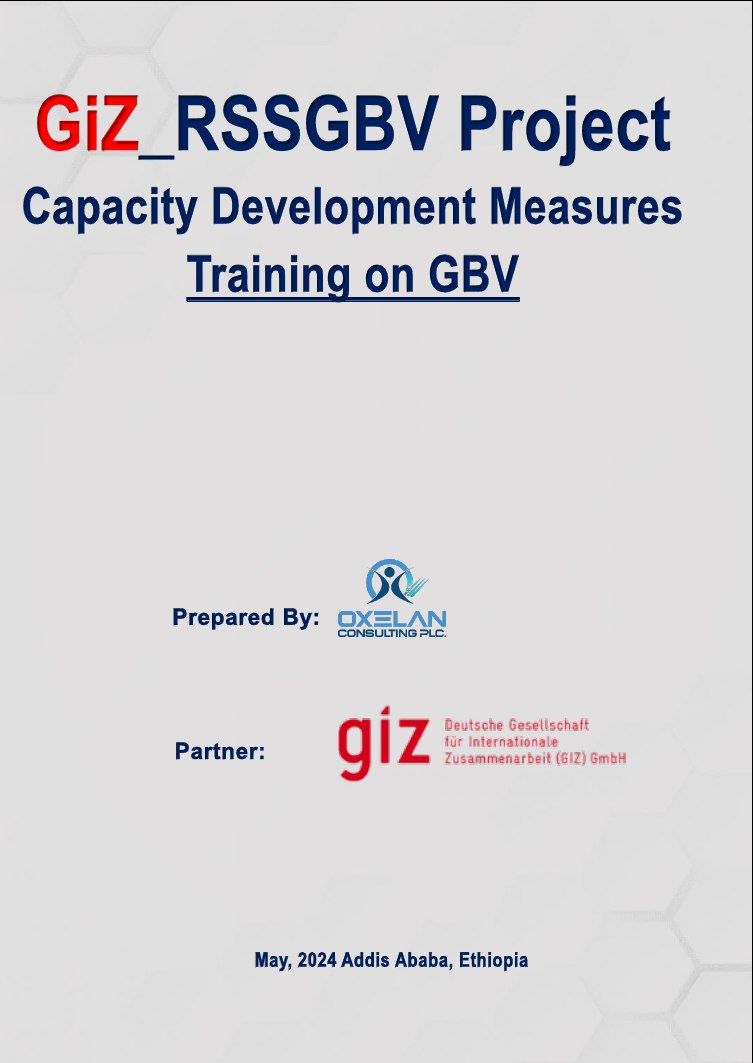 GiZ_RSSGBV Project
Capacity Development Measures
Training on GBV
Prepared By:
OXELAN
CONSULTING PLC.
Partner:
giz
Deutsche Gesellschaft
für Internationale
Zusammenarbeit (GIZ) GmbH
May, 2024 Addis Ababa, Ethiopia